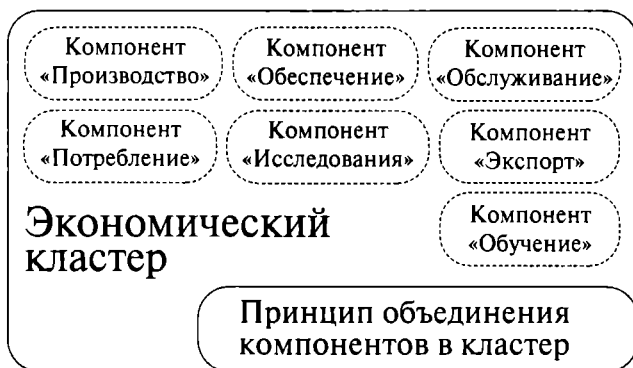 Компонент
«Производство»
Компонент
«Обеспечение»
Компонент
«Обслуживание»
Компонент
«Потребление»
Компонент
«Исследования»
Компонент
«Экспорт»
Компонент
«Обучение»
Экономический
кластер
Принцип объединения
компонентов в кластер